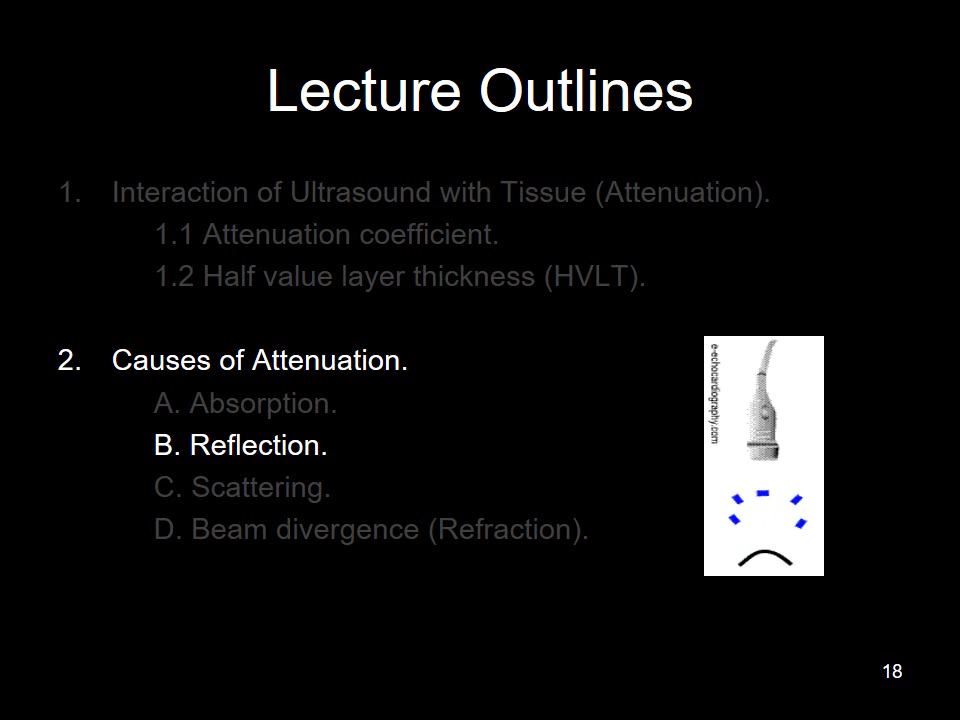 Lecture Outlines
1. Interaction of Ultrasound with Tissue (Attenuation).
1.1 Attenuation coefficient.
1.2 Half value layer thickness (HVLT).
2. Causes of Attenuation.
A. Absorption.
B. Reflection.
C. Scattering.
D. Beam divergence (Refraction).
e-echocardiography.com
18